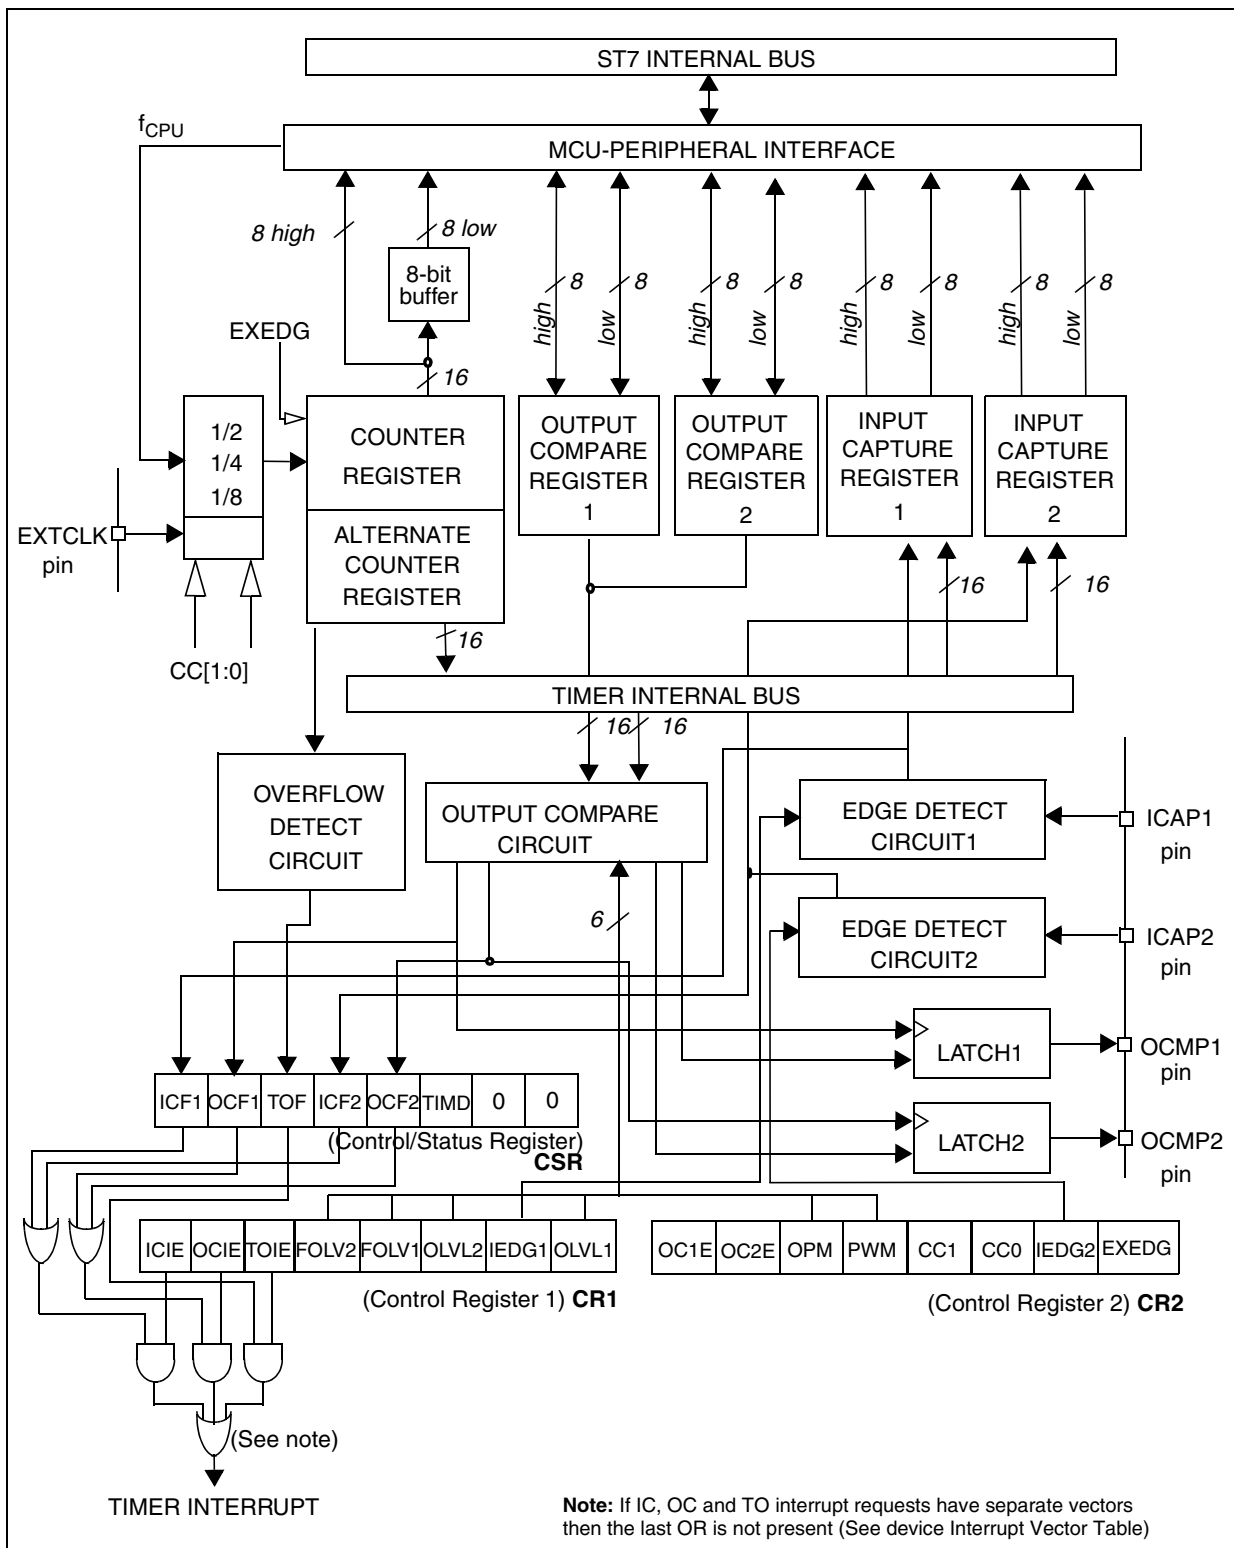 ST7 INTERNAL BUS
fCPU
MCU-PERIPHERAL INTERFACE
8 high
8 low
8-bit
buffer
8
8
8
8
8
8
8
8
high
low
high
low
high
low
high
low
EXEDG
16
1/2
1/4
1/8
COUNTER
REGISTER
OUTPUT
COMPARE
REGISTER
1
OUTPUT
COMPARE
REGISTER
2
INPUT
CAPTURE
REGISTER
1
INPUT
CAPTURE
REGISTER
2
EXTCLK
pin
ALTERNATE
COUNTER
REGISTER
16
16
16
CC[1:0]
TIMER INTERNAL BUS
16
16
OVERFLOW
DETECT
CIRCUIT
OUTPUT COMPARE
CIRCUIT
EDGE DETECT
CIRCUIT1
ICAP1
pin
6
EDGE DETECT
CIRCUIT2
ICAP2
pin
LATCH1
OCMP1
pin
ICF1 OCF1 TOF ICF2 OCF2 TIMD 0 0
(Control/Status Register)
CSR
LATCH2
OCMP2
pin
ICIE OCIE TOIE FOLV2 FOLV1 OLVL2 IEDG1 OLVL1
OC1E OC2E OPM PWM CC1 CC0 IEDG2 EXEDG
(Control Register 1) CR1
(Control Register 2) CR2
(See note)
TIMER INTERRUPT
Note: If IC, OC and TO interrupt requests have separate vectors
then the last OR is not present (See device Interrupt Vector Table)